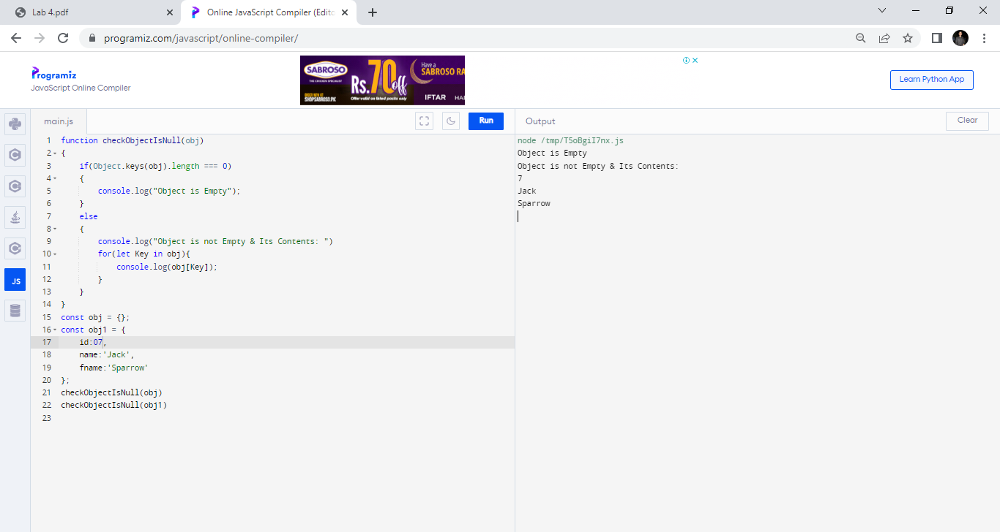 Lab 4.pdf
Online JavaScript Compiler (Edito
programiz.com/javascript/online-compiler/
Programiz
JavaScript Online Compiler
SABROSO
THE CHICKEN SPECIALIST
ORDER NOW AT
SHOPSABROSO.PK
Rs.70off
Offer valid on listed packs only
Have a
SABROSO RA
IFTAR
HA
Learn Python App
main.js
Run
Output
Clear
1 function checkObjectIsNull(obj)
2 {
3     if(Object.keys(obj).length === 0)
4     {
5         console.log("Object is Empty");
6     }
7     else
8     {
9         console.log("Object is not Empty & Its Contents: ")
10         for(let Key in obj){
11             console.log(obj[Key]);
12         }
13     }
14 }
15 const obj = {};
16 const obj1 = {
17     id:07,
18     name:'Jack',
19     fname:'Sparrow'
20 };
21 checkObjectIsNull(obj)
22 checkObjectIsNull(obj1)
23
JS
node /tmp/T5oBgiI7nx.js
Object is Empty
Object is not Empty & Its Contents:
7
Jack
Sparrow